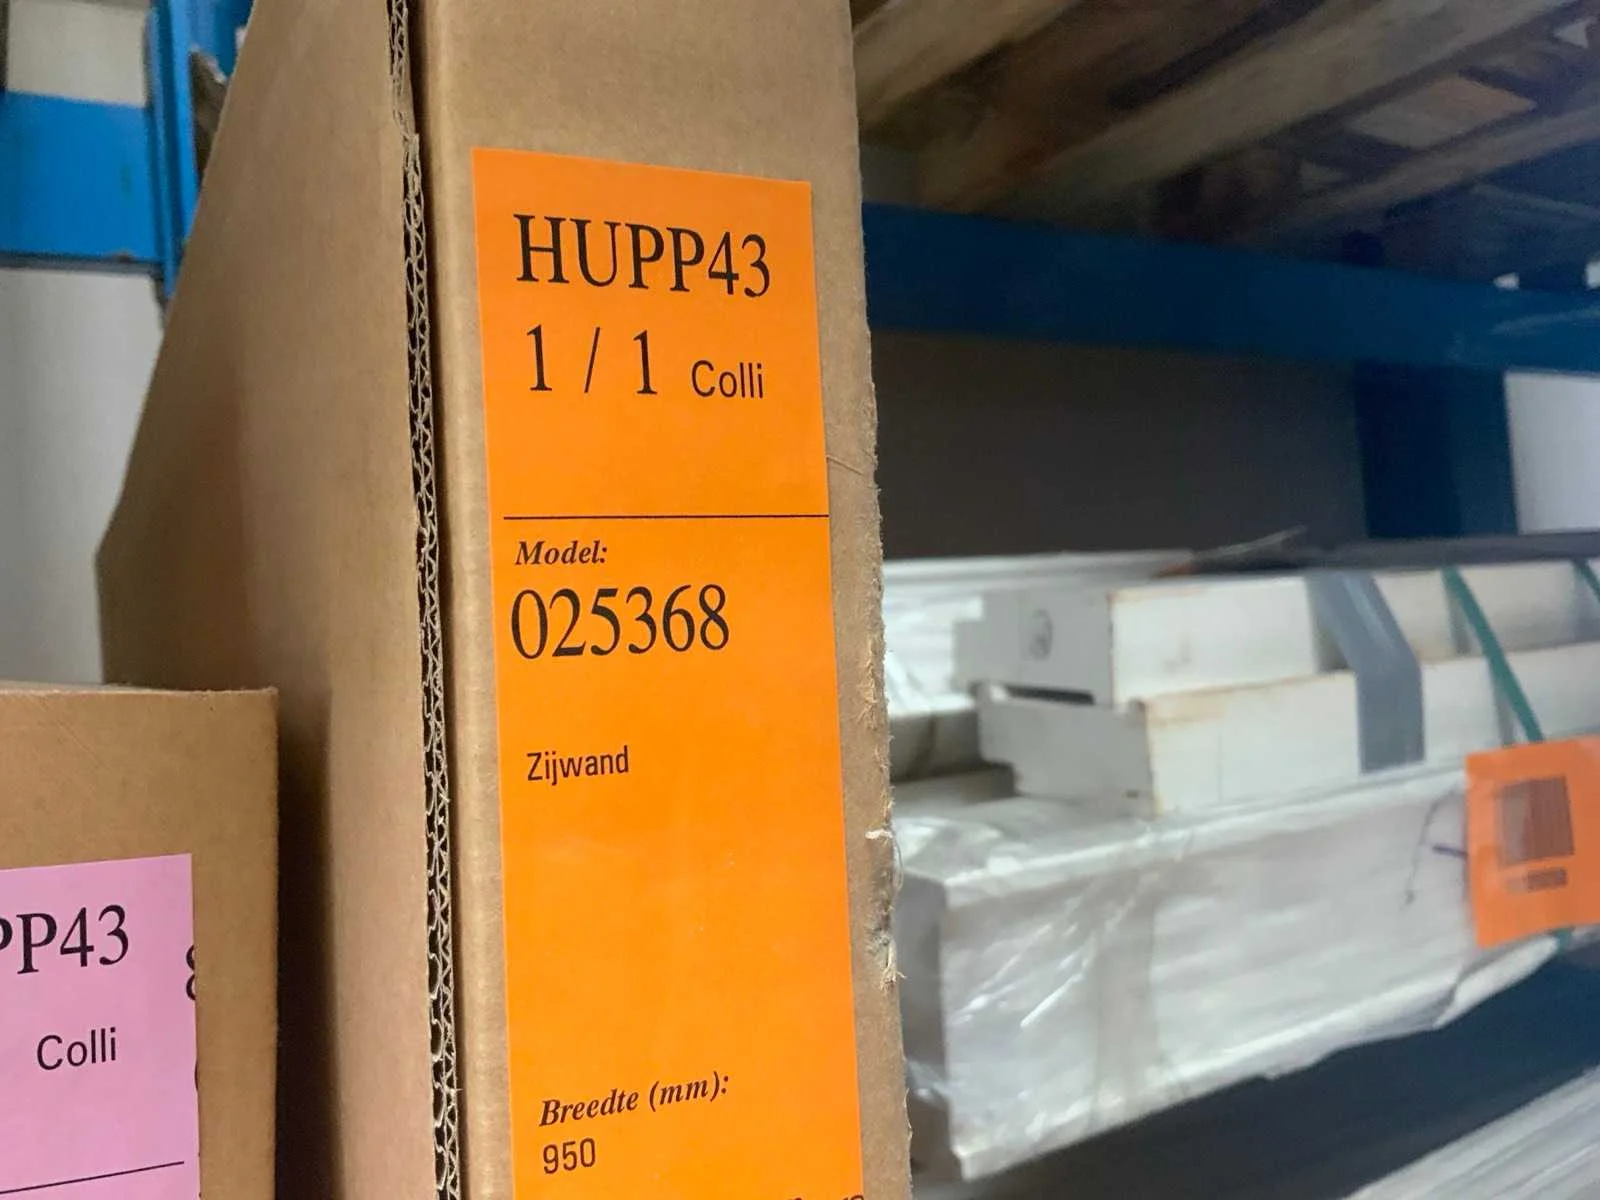 HUPP43
1 / 1 Colli
Model:
025368
Zijwand
Breedte (mm):
950
PP43
Colli